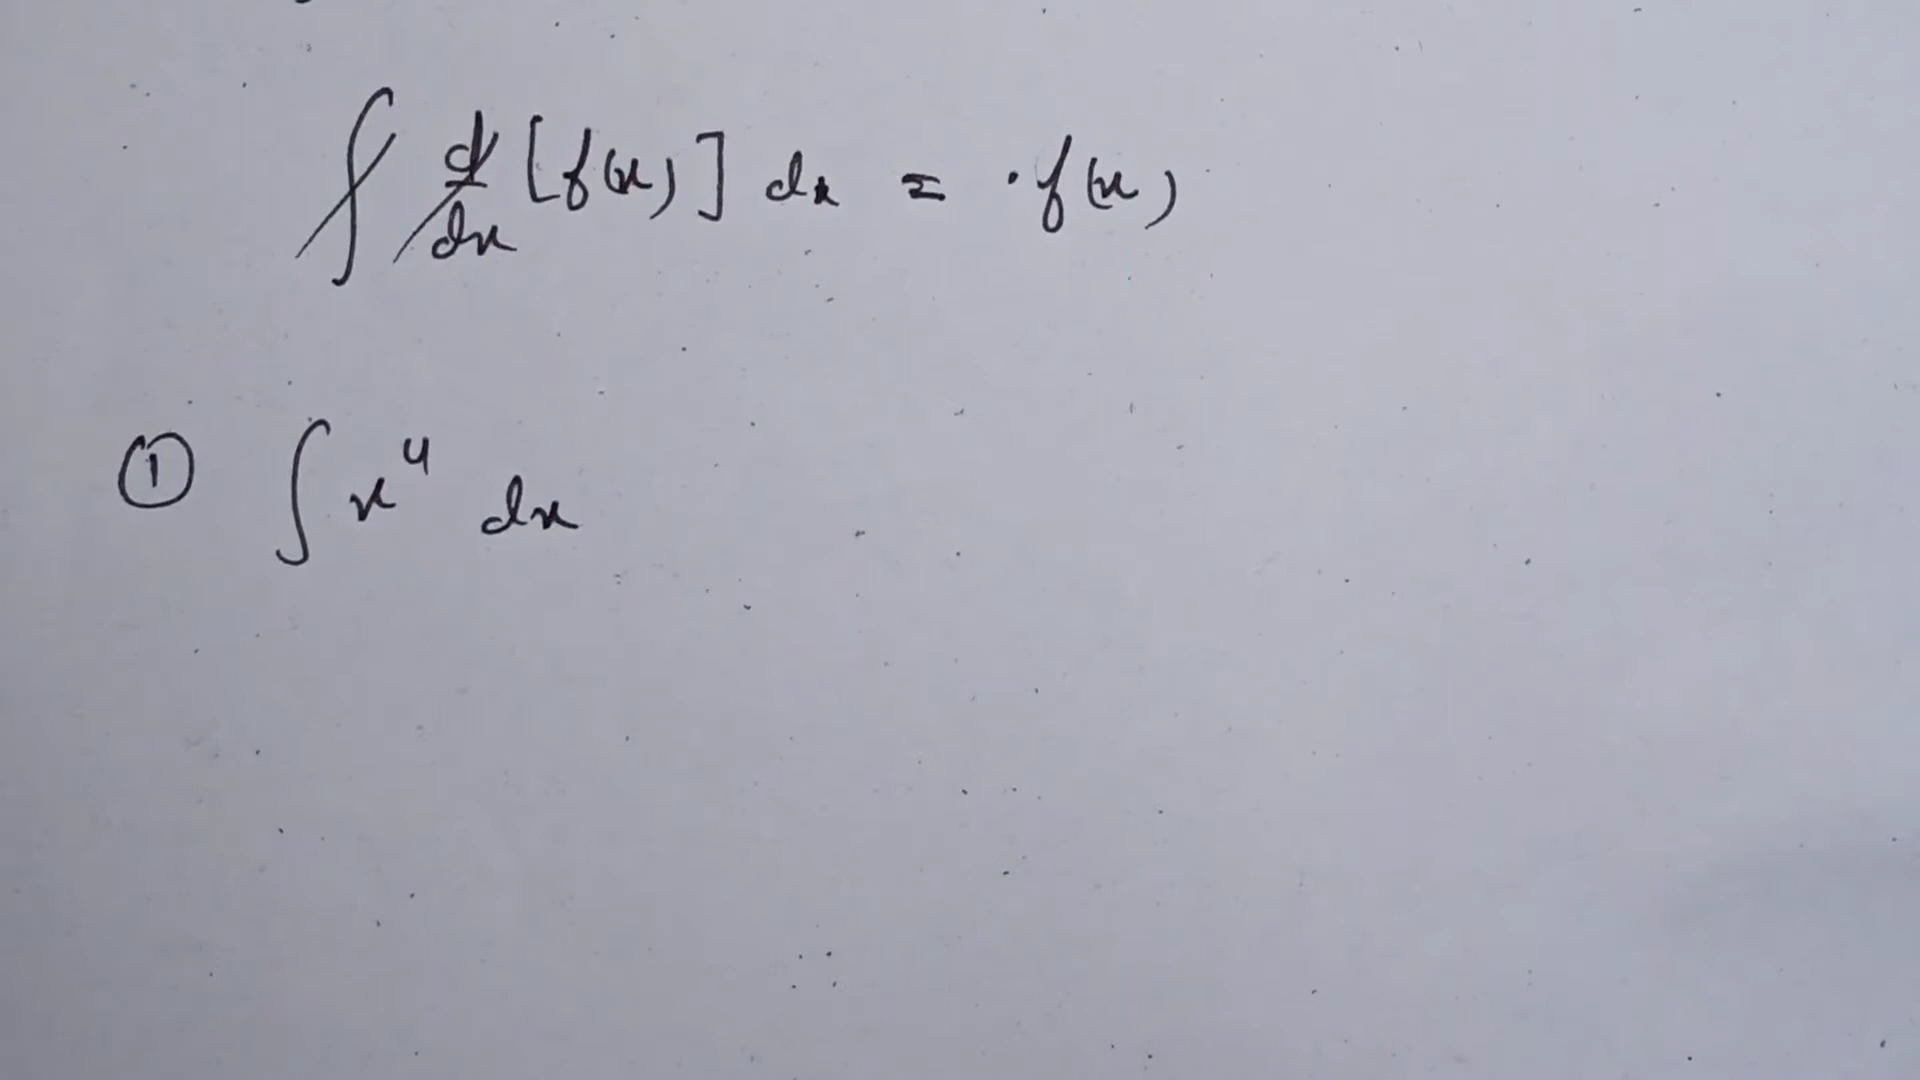 ∫ d/dx [f(x)] dx = f(x)
① ∫ x⁴ dx